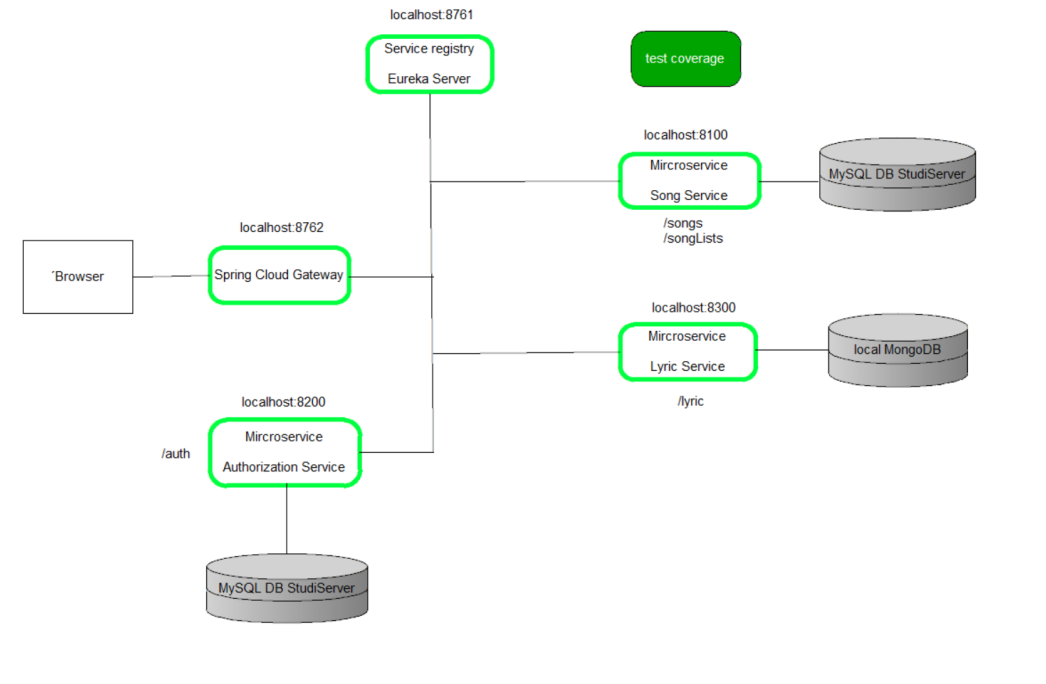 localhost:8761
Service registry
Eureka Server
test coverage
localhost:8100
Mircroservice
Song Service
MySQL DB StudiServer
/songs
/songLists
localhost:8762
Spring Cloud Gateway
´Browser
localhost:8300
Mircroservice
Lyric Service
local MongoDB
/lyric
localhost:8200
Mircroservice
Authorization Service
/auth
MySQL DB StudiServer